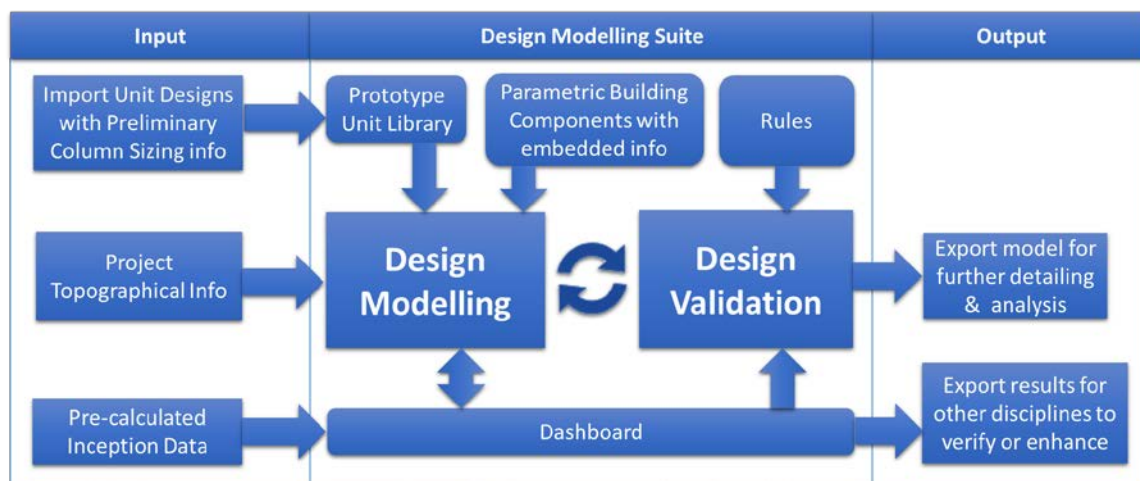 Input
Design Modelling Suite
Output
Import Unit Designs
with Preliminary
Column Sizing info
Prototype
Unit Library
Parametric Building
Components with
embedded info
Rules
Project
Topographical Info
Design
Modelling
Design
Validation
Export model for
further detailing
& analysis
Pre-calculated
Inception Data
Dashboard
Export results for
other disciplines to
verify or enhance